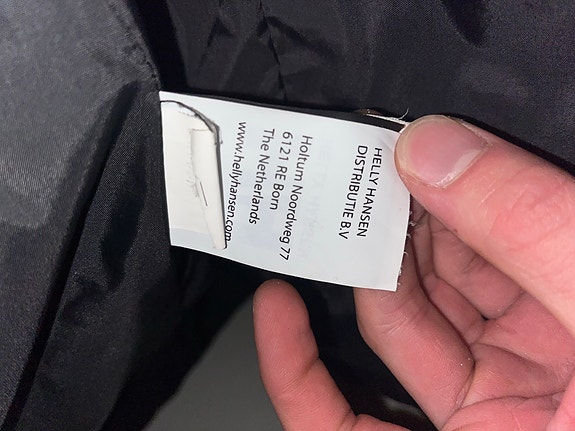 HELLY HANSEN
DISTRIBUTIE B.V
Holtum Noordweg 77
6121 RE Born
The Netherlands
www.hellyhansen.com